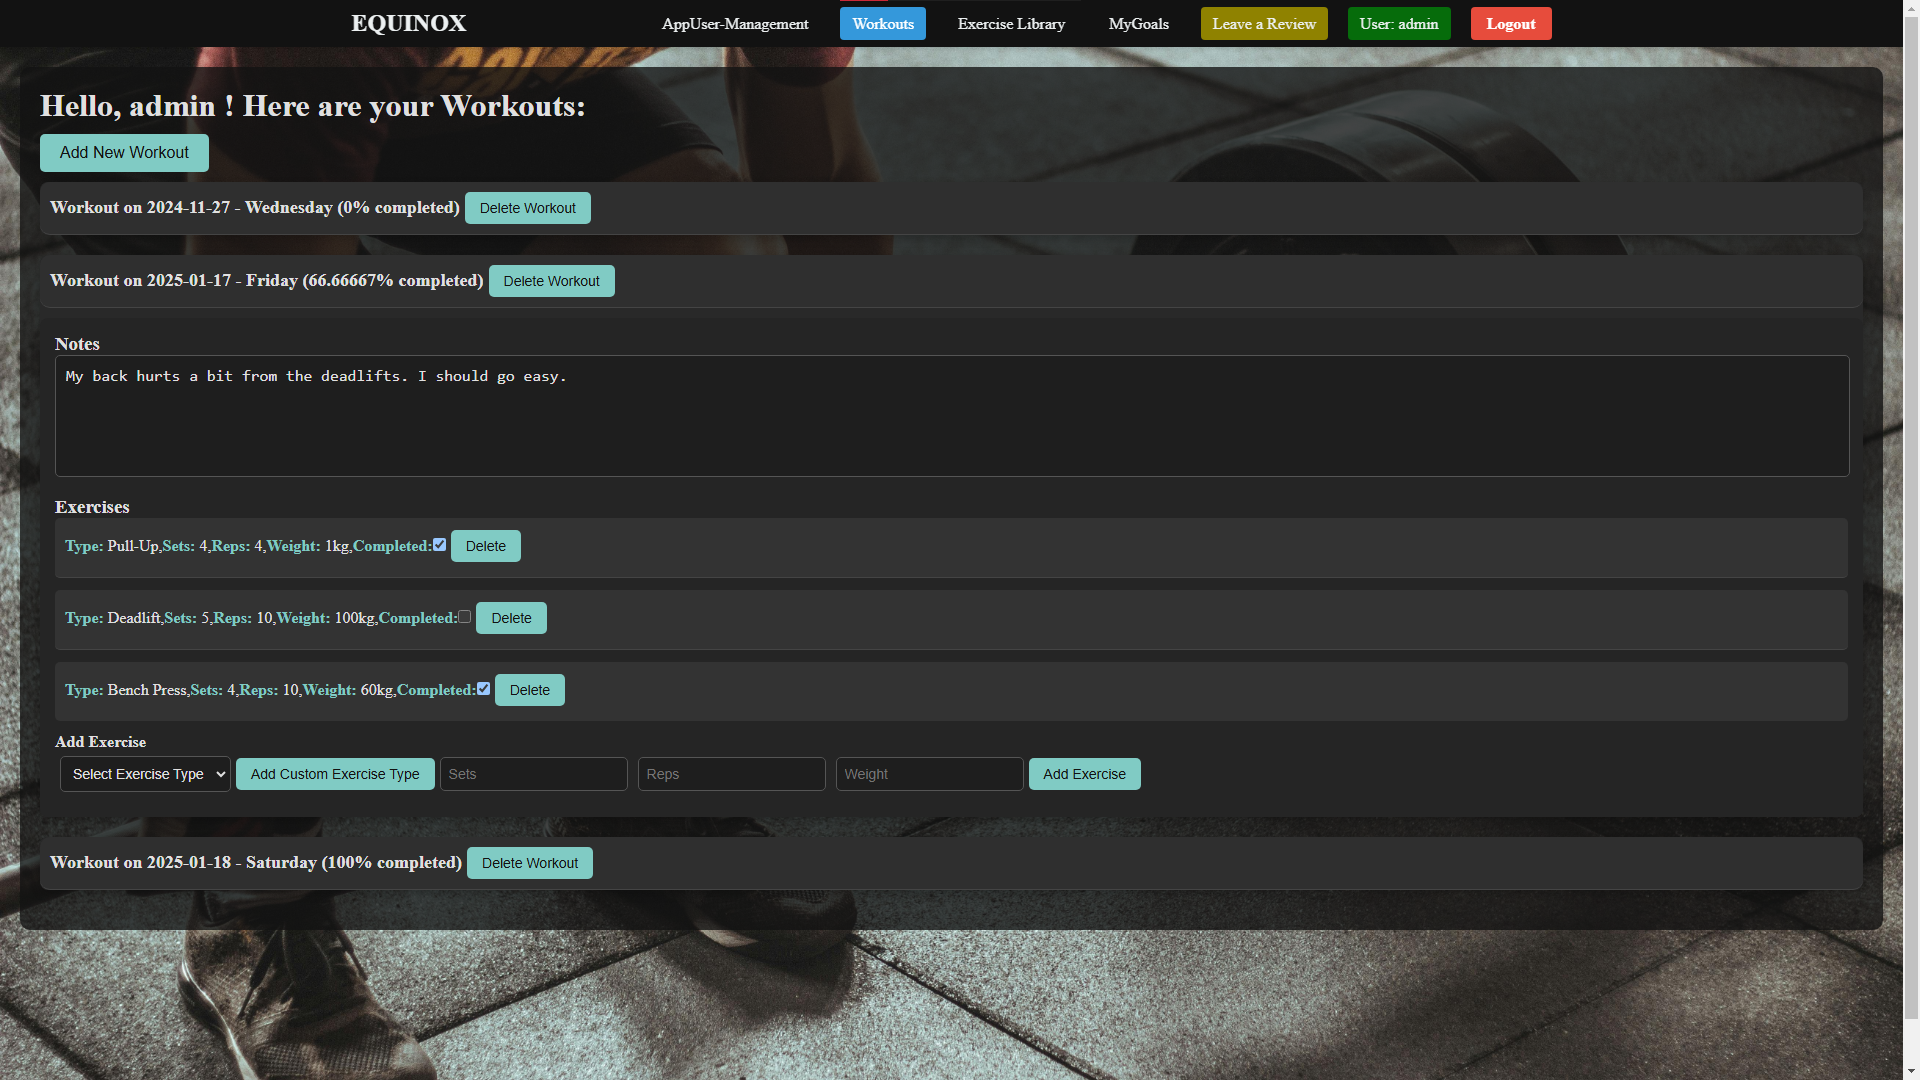 EQUINOX AppUser-Management Workouts Exercise Library MyGoals Leave a Review User: admin Logout
Hello, admin ! Here are your Workouts:
Add New Workout
Workout on 2024-11-27 - Wednesday (0% completed) Delete Workout
Workout on 2025-01-17 - Friday (66.66667% completed) Delete Workout
Notes
My back hurts a bit from the deadlifts. I should go easy.
Exercises
Type: Pull-Up,Sets: 4,Reps: 4,Weight: 1kg,Completed: Delete
Type: Deadlift,Sets: 5,Reps: 10,Weight: 100kg,Completed: Delete
Type: Bench Press,Sets: 4,Reps: 10,Weight: 60kg,Completed: Delete
Add Exercise
Select Exercise Type Add Custom Exercise Type Sets Reps Weight Add Exercise
Workout on 2025-01-18 - Saturday (100% completed) Delete Workout